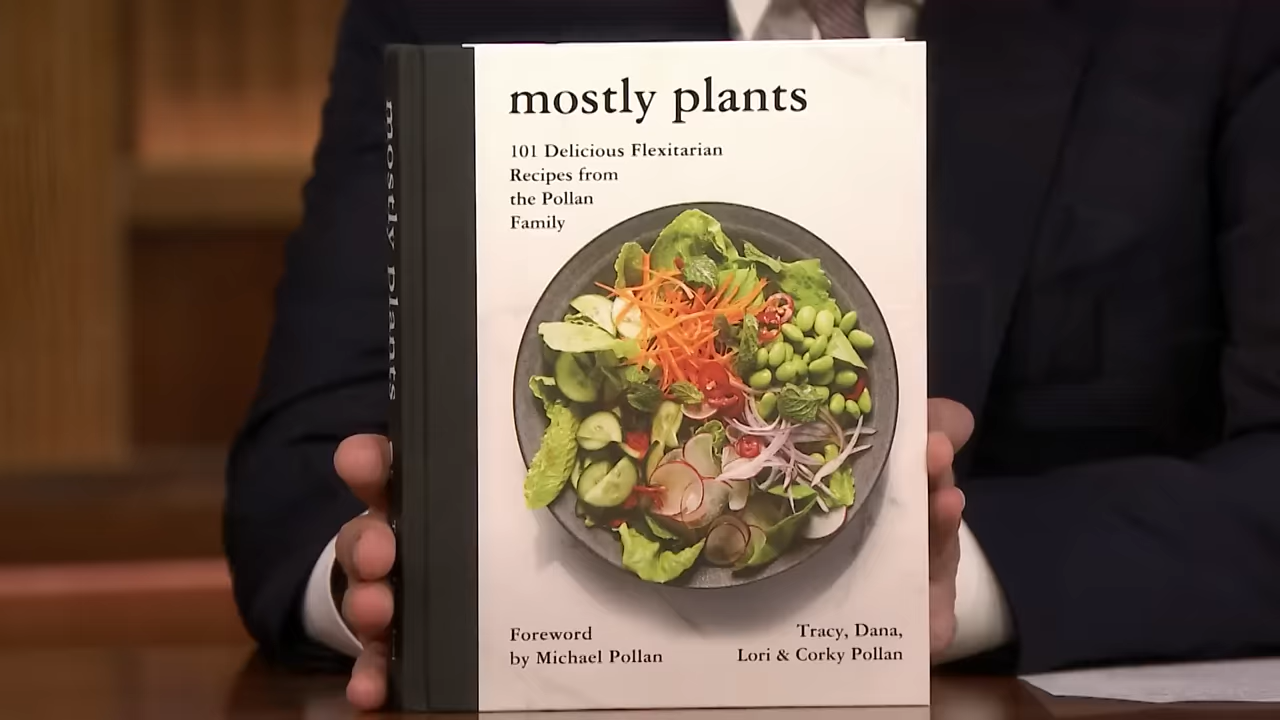 mostly plants
mostly plants
101 Delicious Flexitarian
Recipes from
the Pollan
Family
Foreword
by Michael Pollan
Tracy, Dana,
Lori & Corky Pollan